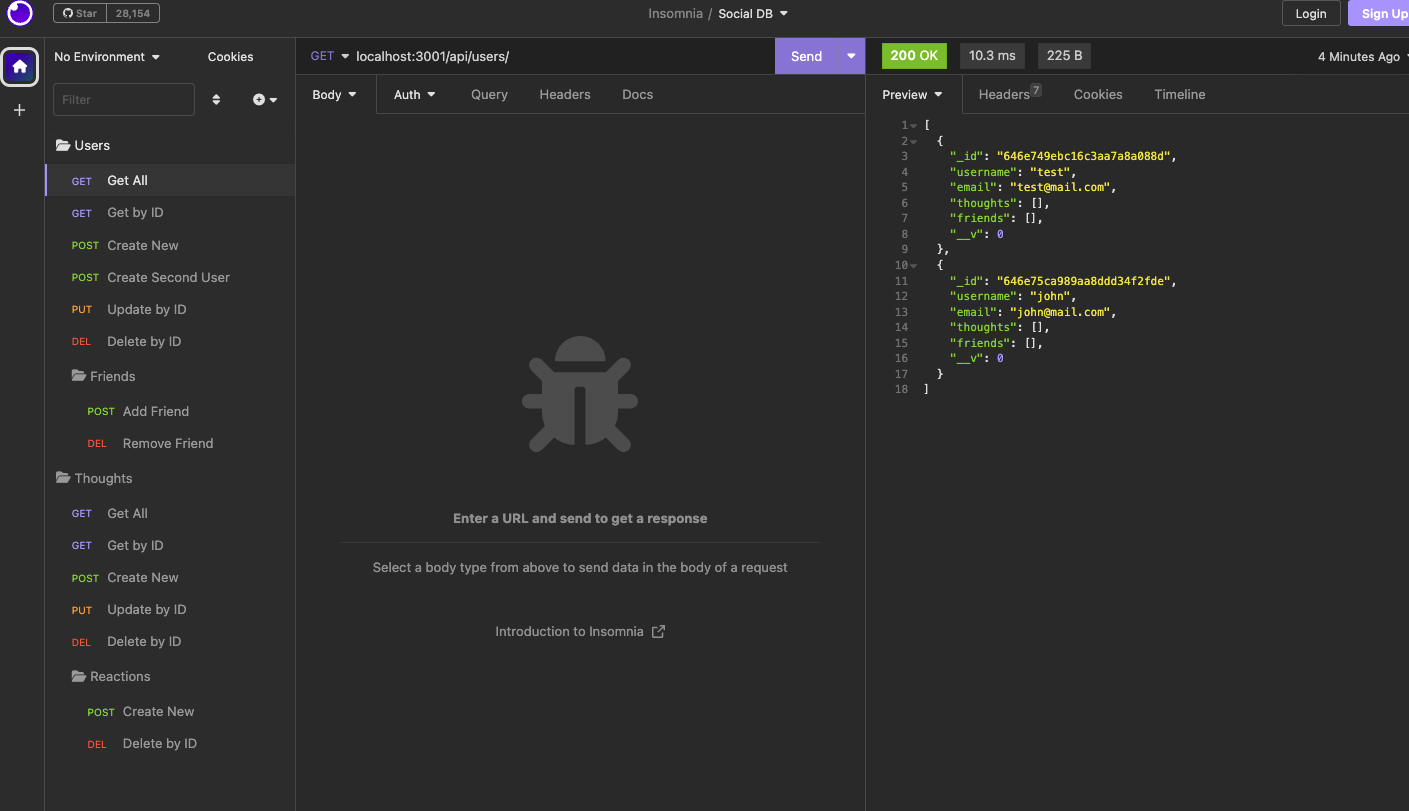 Star 28,154
Insomnia / Social DB
Login
Sign Up
No Environment
Cookies
Filter
Users
GET Get All
GET Get by ID
POST Create New
POST Create Second User
PUT Update by ID
DEL Delete by ID
Friends
POST Add Friend
DEL Remove Friend
Thoughts
GET Get All
GET Get by ID
POST Create New
PUT Update by ID
DEL Delete by ID
Reactions
POST Create New
DEL Delete by ID
GET localhost:3001/api/users/
Send
Body Auth Query Headers Docs
Enter a URL and send to get a response
Select a body type from above to send data in the body of a request
Introduction to Insomnia
200 OK 10.3 ms 225 B 4 Minutes Ago
Preview Headers 7 Cookies Timeline
1 [
2 {
3 "_id": "646e749ebc16c3aa7a8a088d",
4 "username": "test",
5 "email": "test@mail.com",
6 "thoughts": [],
7 "friends": [],
8 "__v": 0
9 },
10 {
11 "_id": "646e75ca989aa8ddd34f2fde",
12 "username": "john",
13 "email": "john@mail.com",
14 "thoughts": [],
15 "friends": [],
16 "__v": 0
17 }
18 ]